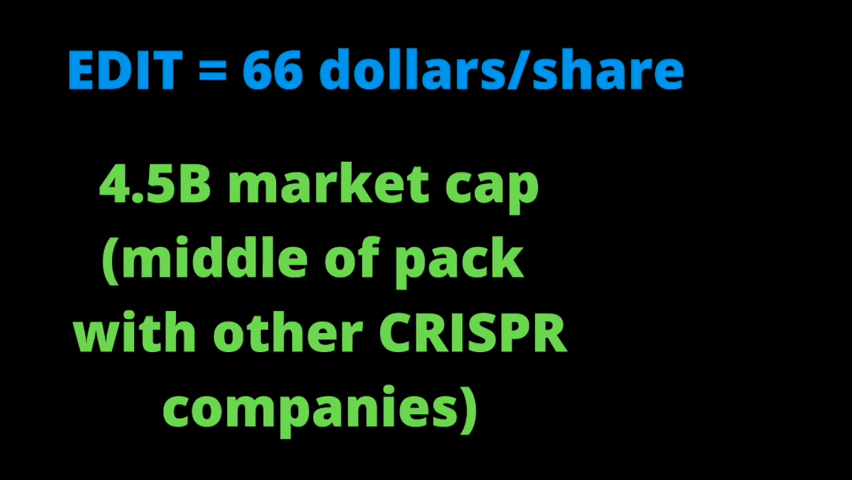 EDIT = 66 dollars/share
4.5B market cap
(middle of pack
with other CRISPR
companies)